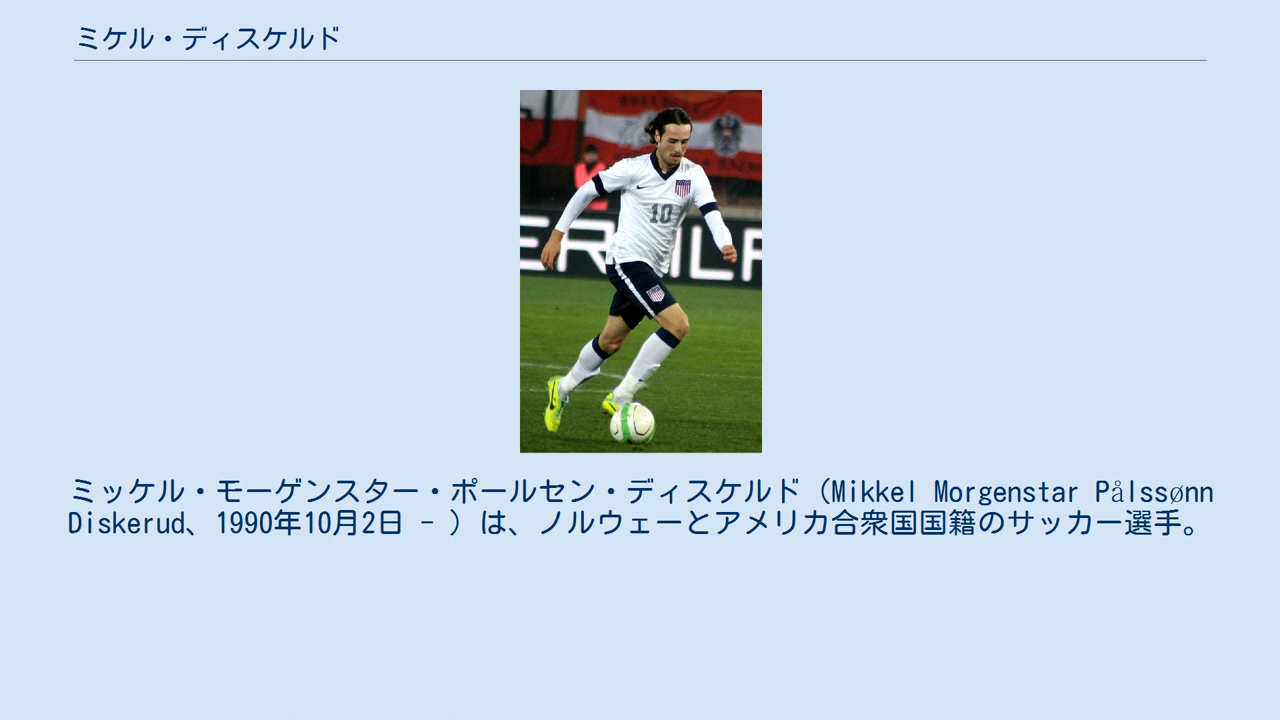 ミケル・ディスケルド
10
ミッケル・モーゲンスター・ポールセン・ディスケルド（Mikkel Morgenstar Pålssønn
Diskerud、1990年10月2日 - ）は、ノルウェーとアメリカ合衆国国籍のサッカー選手。